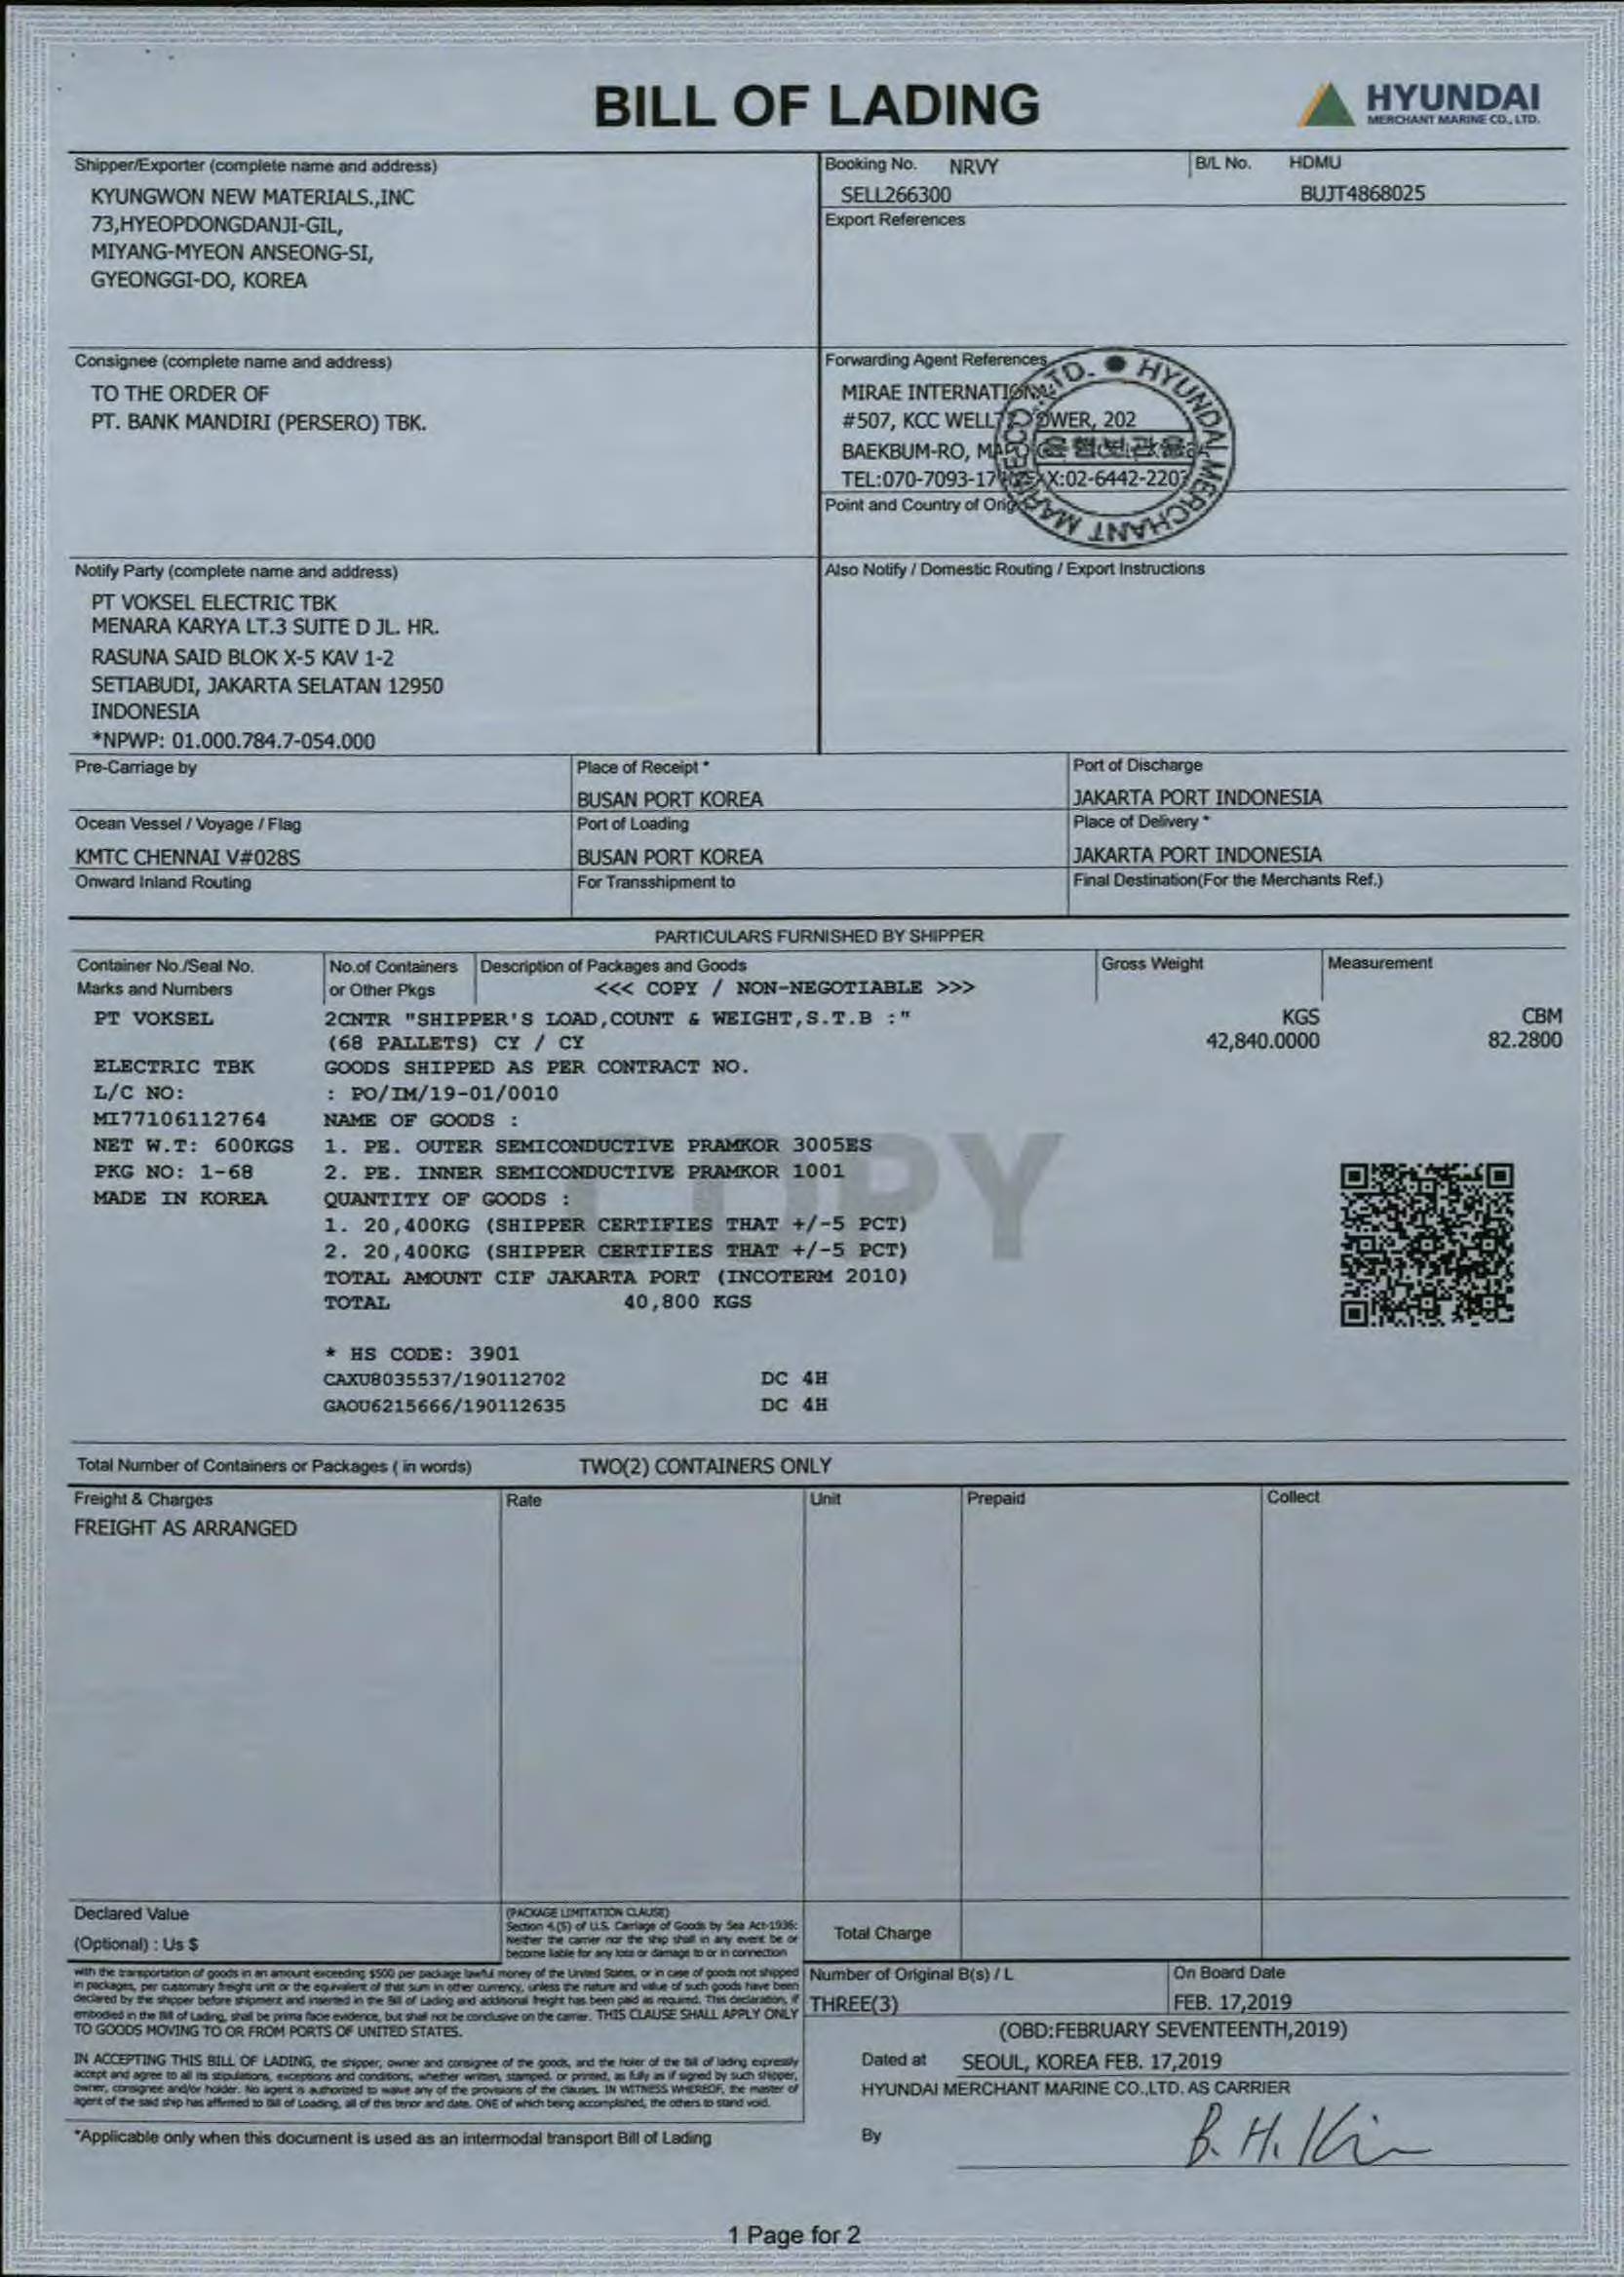 BILL OF LADING
HYUNDAI
MERCHANT MARINE CO., LTD.
Shipper/Exporter (complete name and address)
KYUNGWON NEW MATERIALS.,INC
73,HYEOPDONGDANJI-GIL,
MIYANG-MYEON ANSEONG-SI,
GYEONGGI-DO, KOREA
Booking No. NRVY
SELL266300
B/L No. HDMU
BUJT4868025
Export References
Consignee (complete name and address)
TO THE ORDER OF
PT. BANK MANDIRI (PERSERO) TBK.
Forwarding Agent References
MIRAE INTERNATIONAL
#507, KCC WELLZ TOWER, 202
BAEKBUM-RO,
TEL:070-7093-17 X:02-6442-220
Point and Country of
HYUNDAI MERCHANT MARINE CO., LTD.
Notify Party (complete name and address)
PT VOKSEL ELECTRIC TBK
MENARA KARYA LT.3 SUITE D JL. HR.
RASUNA SAID BLOK X-5 KAV 1-2
SETIABUDI, JAKARTA SELATAN 12950
INDONESIA
*NPWP: 01.000.784.7-054.000
Also Notify / Domestic Routing / Export Instructions
Pre-Carriage by
Place of Receipt *
BUSAN PORT KOREA
Port of Discharge
JAKARTA PORT INDONESIA
Ocean Vessel / Voyage / Flag
KMTC CHENNAI V#028S
Port of Loading
BUSAN PORT KOREA
Place of Delivery *
JAKARTA PORT INDONESIA
Onward Inland Routing
For Transshipment to
Final Destination(For the Merchants Ref.)
PARTICULARS FURNISHED BY SHIPPER
Container No./Seal No.
Marks and Numbers
No.of Containers
or Other Pkgs
Description of Packages and Goods
<<< COPY / NON-NEGOTIABLE >>>
Gross Weight
Measurement
PT VOKSEL
ELECTRIC TBK
L/C NO:
MI77106112764
NET W.T: 600KGS
PKG NO: 1-68
MADE IN KOREA
2CNTR "SHIPPER'S LOAD,COUNT & WEIGHT,S.T.B :"
(68 PALLETS) CY / CY
GOODS SHIPPED AS PER CONTRACT NO.
: PO/IM/19-01/0010
NAME OF GOODS :
1. PE. OUTER SEMICONDUCTIVE PRAMKOR 3005ES
2. PE. INNER SEMICONDUCTIVE PRAMKOR 1001
QUANTITY OF GOODS :
1. 20,400KG (SHIPPER CERTIFIES THAT +/-5 PCT)
2. 20,400KG (SHIPPER CERTIFIES THAT +/-5 PCT)
TOTAL AMOUNT CIF JAKARTA PORT (INCOTERM 2010)
TOTAL 40,800 KGS
* HS CODE: 3901
CAXU8035537/190112702 DC 4H
GAOU6215666/190112635 DC 4H
KGS
42,840.0000
CBM
82.2800
COPY
Total Number of Containers or Packages ( in words) TWO(2) CONTAINERS ONLY
Freight & Charges
FREIGHT AS ARRANGED
Rate
Unit
Prepaid
Collect
Declared Value
(Optional) : Us $
(PACKAGE LIMITATION CLAUSE)
Section 4.(5) of U.S. Carriage of Goods by Sea Act-1936:
Neither the carrier nor the ship shall in any event be or
become liable for any loss or damage to or in connection
with the transportation of goods in an amount exceeding $500 per package lawful money of the United States, or in case of goods not shipped
in packages, per customary freight unit or the equivalent of that sum in other currency, unless the nature and value of such goods have been
declared by the shipper before shipment and inserted in the Bill of Lading and additional freight has been paid as required. This declaration, if
embodied in the Bill of Lading, shall be prima facie evidence, but shall not be conclusive on the carrier. THIS CLAUSE SHALL APPLY ONLY
TO GOODS MOVING TO OR FROM PORTS OF UNITED STATES.
IN ACCEPTING THIS BILL OF LADING, the shipper, owner and consignee of the goods, and the holer of the bill of lading expressly
accept and agree to all its stipulations, exceptions and conditions, whether written, stamped, or printed, as fully as if signed by such shipper,
owner, consignee and/or holder. No agent is authorized to waive any of the provisions of the clauses. IN WITNESS WHEREOF, the master of
agent of the said ship has affirmed to Bill of Loading, all of this tenor and date. ONE of which being accomplished, the others to stand void.
*Applicable only when this document is used as an intermodal transport Bill of Lading
Total Charge
Number of Original B(s) / L
THREE(3)
On Board Date
FEB. 17,2019
(OBD:FEBRUARY SEVENTEENTH,2019)
Dated at SEOUL, KOREA FEB. 17,2019
HYUNDAI MERCHANT MARINE CO.,LTD. AS CARRIER
By B. H. Kim
1 Page for 2